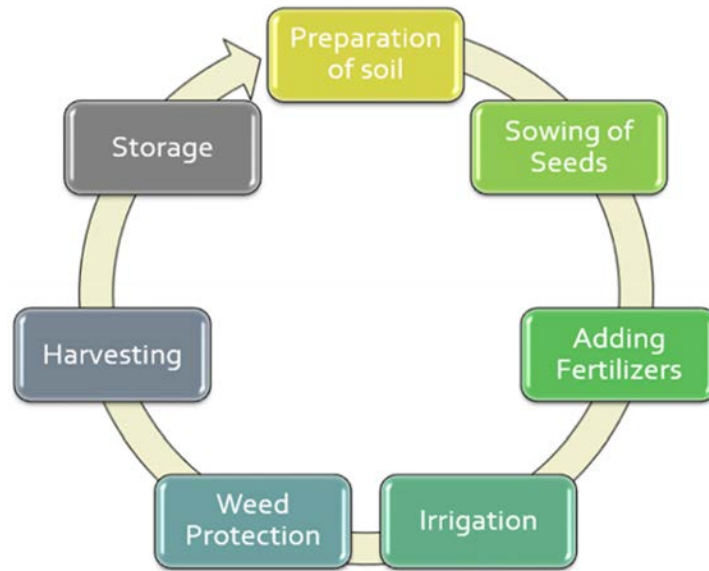 Preparation
of soil
Sowing of
Seeds
Adding
Fertilizers
Irrigation
Weed
Protection
Harvesting
Storage